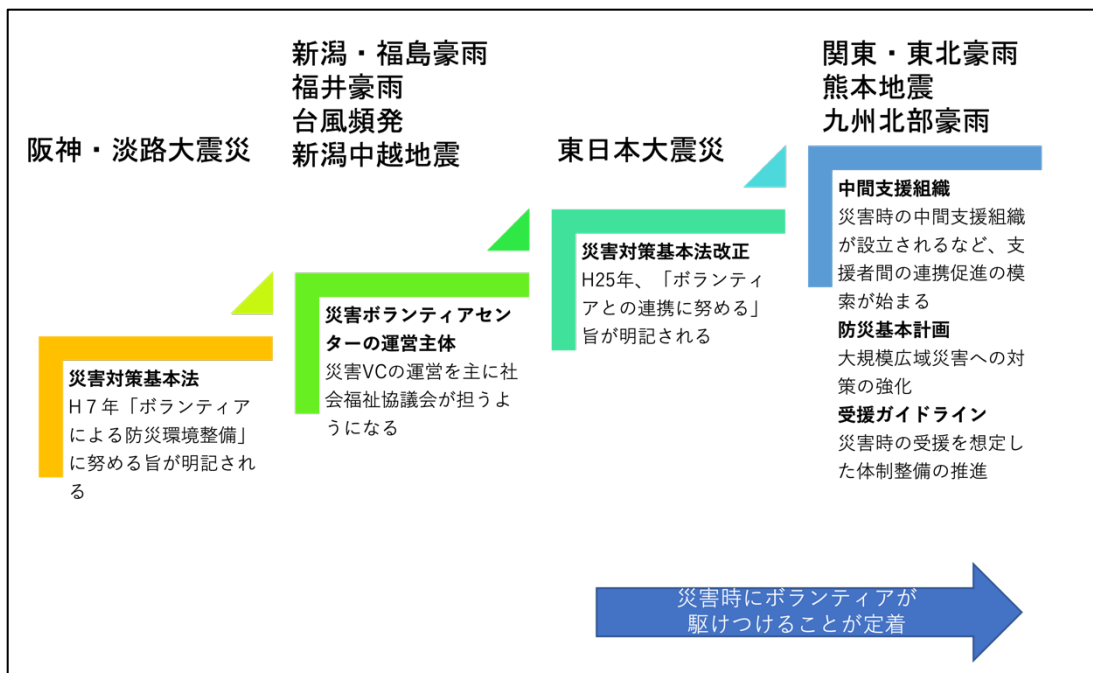 阪神・淡路大震災
災害対策基本法
H７年「ボランティア
による防災環境整備」
に努める旨が明記され
る
新潟・福島豪雨
福井豪雨
台風頻発
新潟中越地震
災害ボランティアセン
ターの運営主体
災害VCの運営を主に社
会福祉協議会が担うよ
うになる
東日本大震災
災害対策基本法改正
H25年、「ボランティ
アとの連携に努める」
旨が明記される
関東・東北豪雨
熊本地震
九州北部豪雨
中間支援組織
災害時の中間支援組織
が設立されるなど、支
援者間の連携促進の模
索が始まる
防災基本計画
大規模広域災害への対
策の強化
受援ガイドライン
災害時の受援を想定し
た体制整備の推進
災害時にボランティアが
駆けつけることが定着